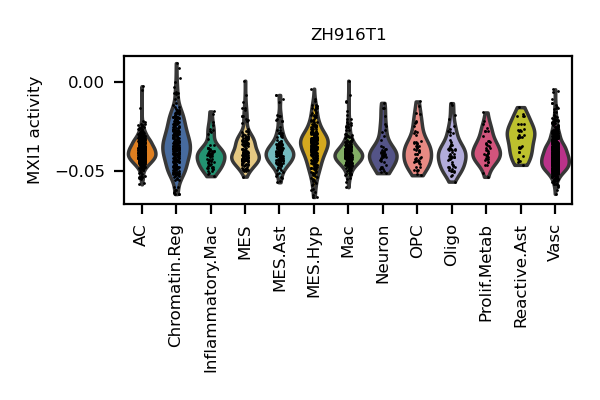 ZH916T1
MXI1 activity
0.00
−0.05
AC
Chromatin.Reg
Inflammatory.Mac
MES
MES.Ast
MES.Hyp
Mac
Neuron
OPC
Oligo
Prolif.Metab
Reactive.Ast
Vasc